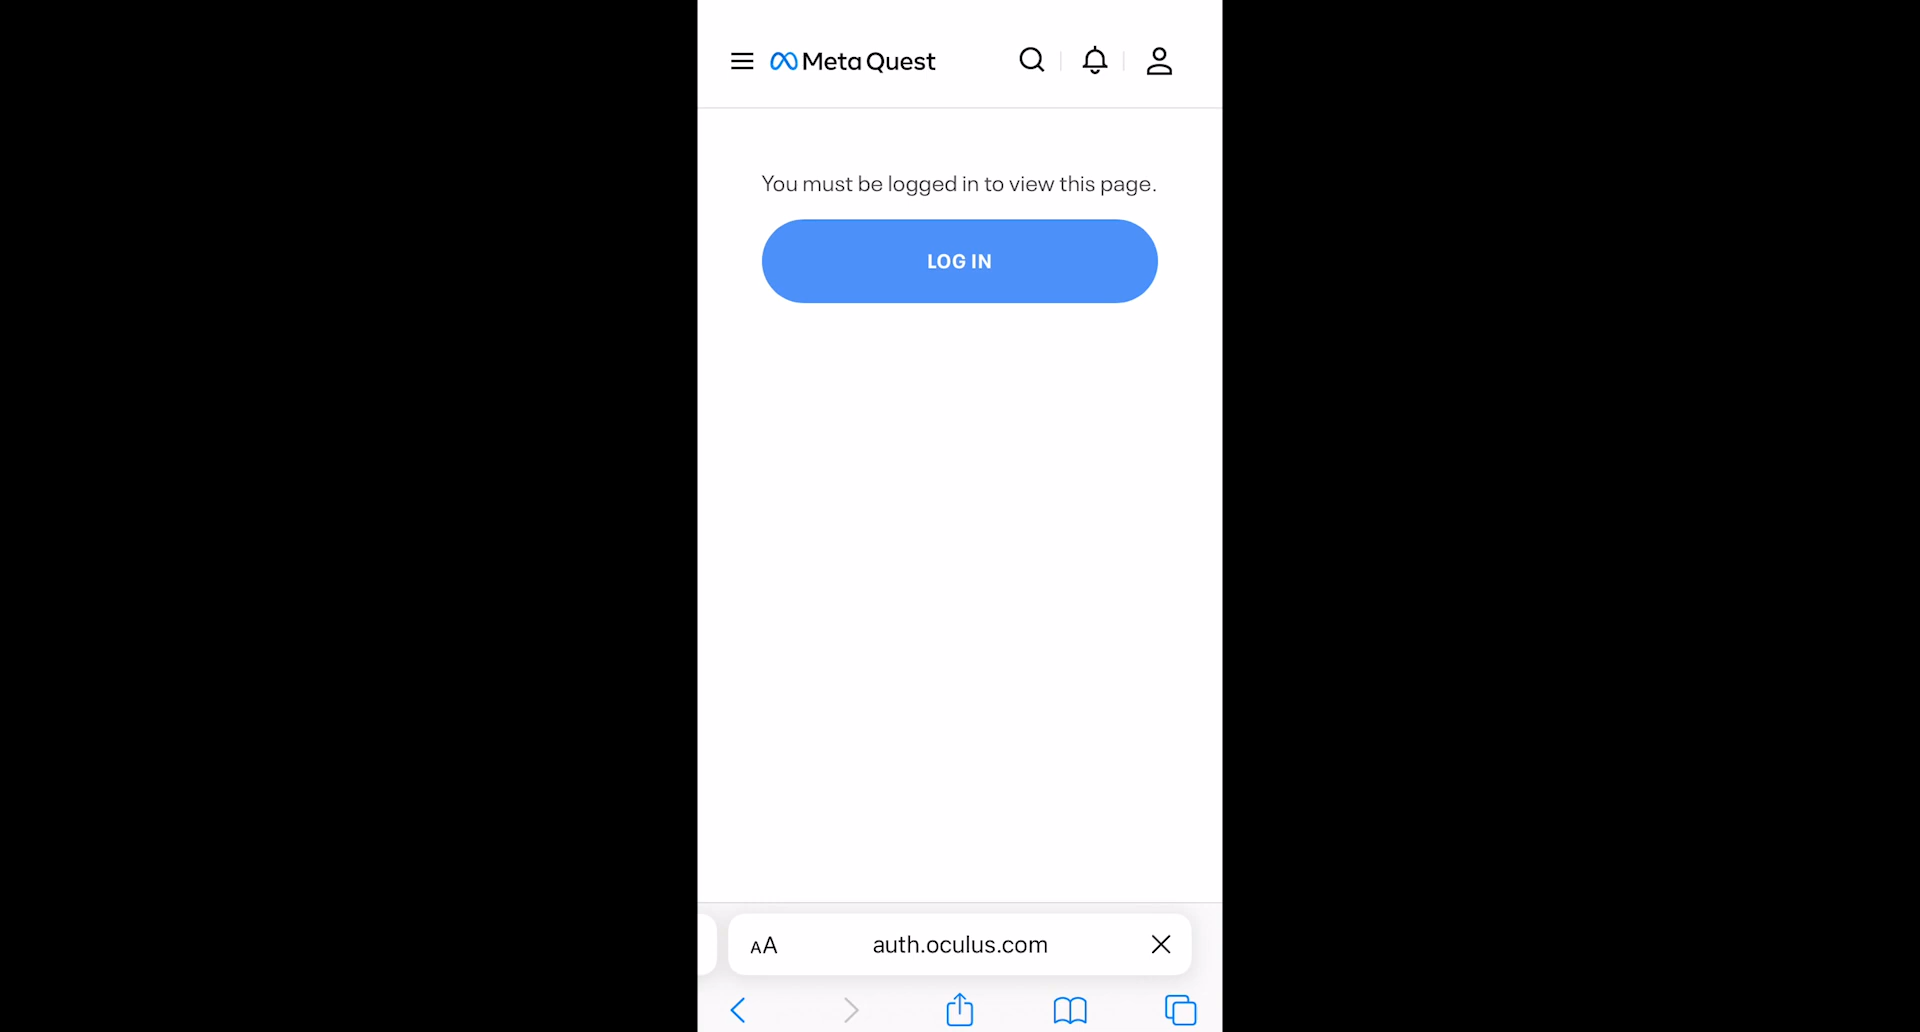 Meta Quest
You must be logged in to view this page.
LOG IN
AA auth.oculus.com